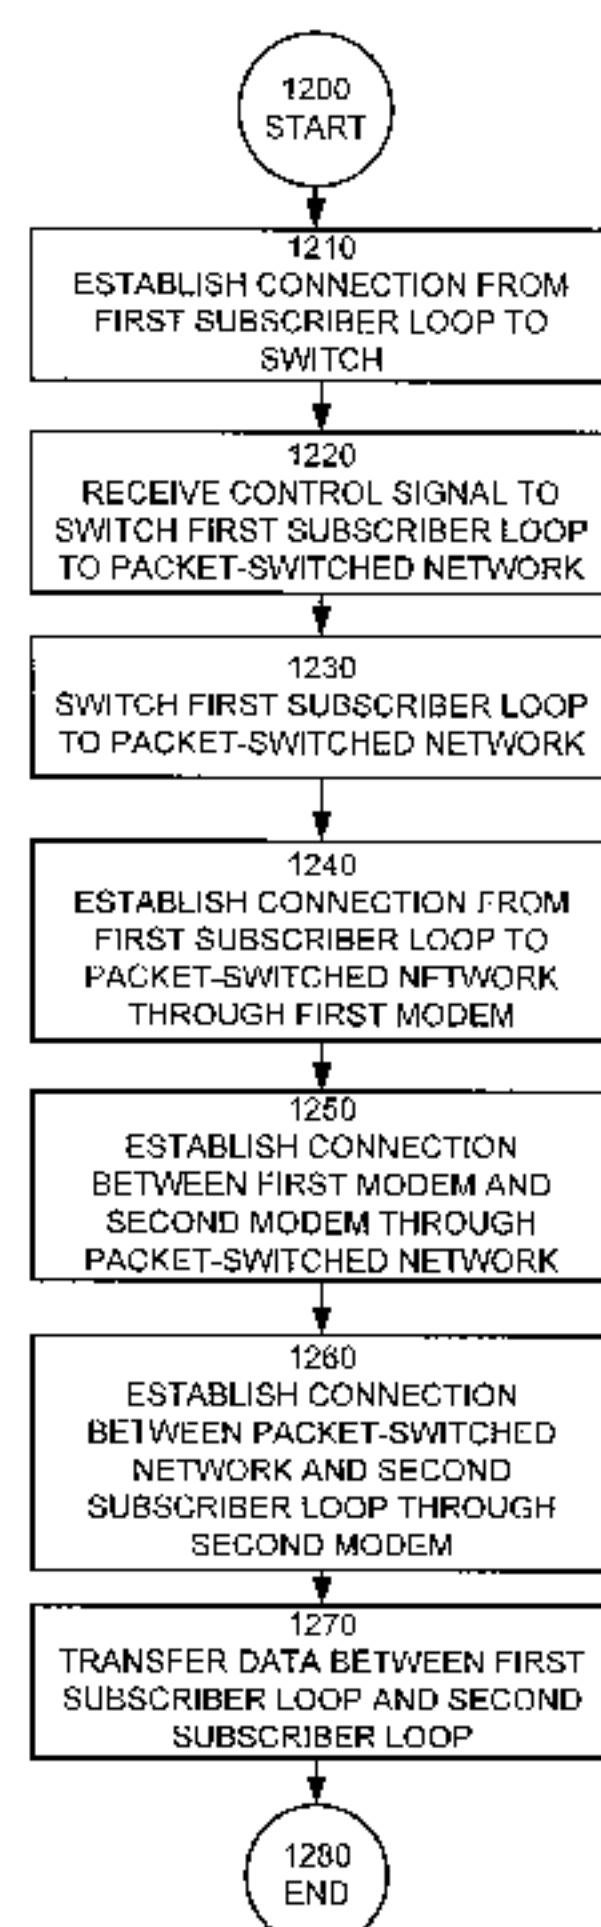 1200
START
1210
ESTABLISH CONNECTION FROM
FIRST SUBSCRIBER LOOP TO
SWITCH
1220
RECEIVE CONTROL SIGNAL TO
SWITCH FIRST SUBSCRIBER LOOP
TO PACKET-SWITCHED NETWORK
1230
SWITCH FIRST SUBSCRIBER LOOP
TO PACKET-SWITCHED NETWORK
1240
ESTABLISH CONNECTION FROM
FIRST SUBSCRIBER LOOP TO
PACKET-SWITCHED NETWORK
THROUGH FIRST MODEM
1250
ESTABLISH CONNECTION
BETWEEN FIRST MODEM AND
SECOND MODEM THROUGH
PACKET-SWITCHED NETWORK
1260
ESTABLISH CONNECTION
BETWEEN PACKET-SWITCHED
NETWORK AND SECOND
SUBSCRIBER LOOP THROUGH
SECOND MODEM
1270
TRANSFER DATA BETWEEN FIRST
SUBSCRIBER LOOP AND SECOND
SUBSCRIBER LOOP
1280
END